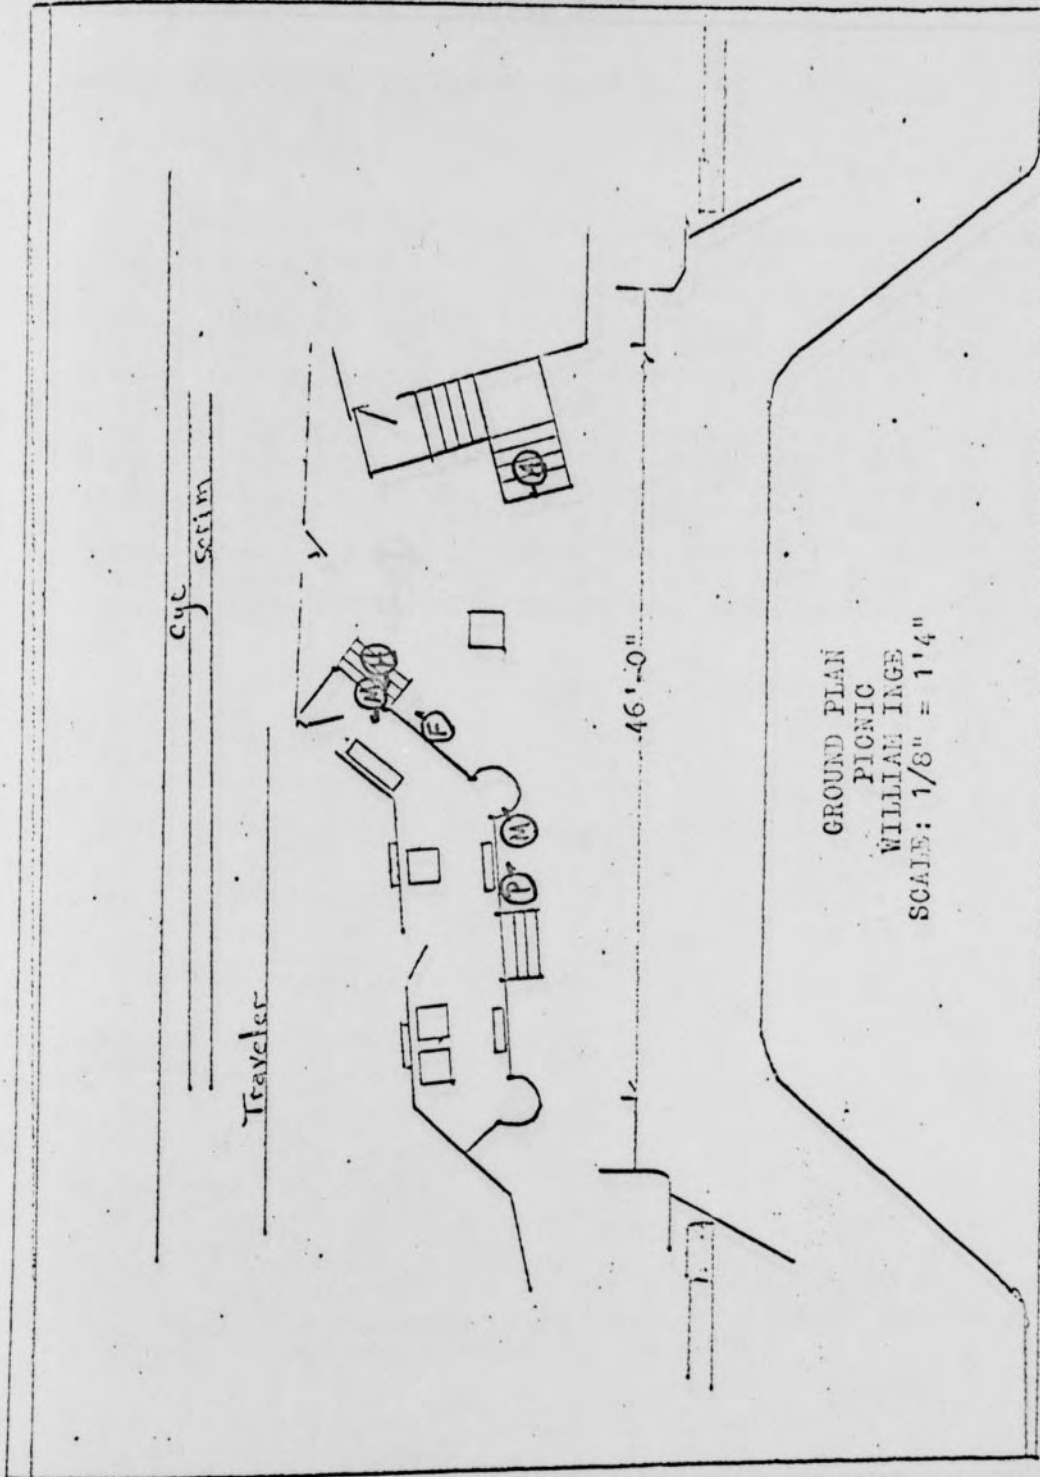 Cyc
Scrim
Traveler
H
W H
F
M
P
46'-0"
GROUND PLAN
PICNIC
WILLIAM INGE
SCALE: 1/8" = 1'4"